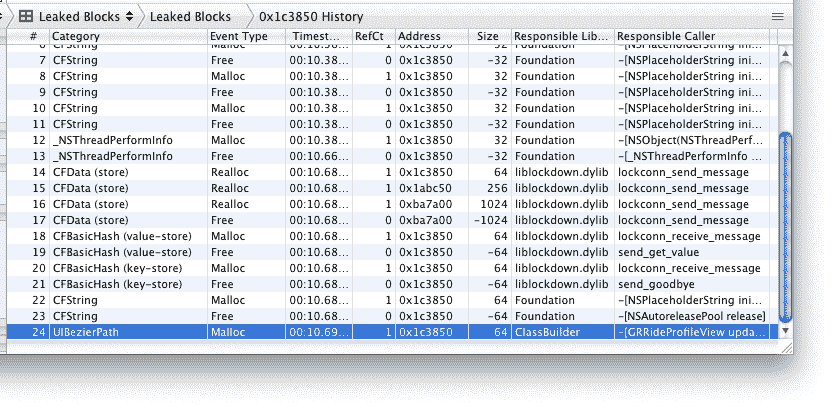 Leaked Blocks Leaked Blocks 0x1c3850 History
# Category Event Type Timest... RefCt Address Size Responsible Lib... Responsible Caller
6 CFString Malloc 00:10.38... 1 0x1c3850 32 Foundation -[NSPlaceholderString ini...
7 CFString Free 00:10.38... 0 0x1c3850 -32 Foundation -[NSPlaceholderString ini...
8 CFString Malloc 00:10.38... 1 0x1c3850 32 Foundation -[NSPlaceholderString ini...
9 CFString Free 00:10.38... 0 0x1c3850 -32 Foundation -[NSPlaceholderString ini...
10 CFString Malloc 00:10.38... 1 0x1c3850 32 Foundation -[NSPlaceholderString ini...
11 CFString Free 00:10.38... 0 0x1c3850 -32 Foundation -[NSPlaceholderString ini...
12 _NSThreadPerformInfo Malloc 00:10.38... 1 0x1c3850 32 Foundation -[NSObject(NSThreadPerf...
13 _NSThreadPerformInfo Free 00:10.66... 0 0x1c3850 -32 Foundation -[_NSThreadPerformInfo ...
14 CFData (store) Realloc 00:10.68... 1 0x1c3850 64 liblockdown.dylib lockconn_send_message
15 CFData (store) Realloc 00:10.68... 1 0x1abc50 256 liblockdown.dylib lockconn_send_message
16 CFData (store) Realloc 00:10.68... 1 0xba7a00 1024 liblockdown.dylib lockconn_send_message
17 CFData (store) Free 00:10.68... 0 0xba7a00 -1024 liblockdown.dylib lockconn_send_message
18 CFBasicHash (value-store) Malloc 00:10.68... 1 0x1c3850 64 liblockdown.dylib lockconn_receive_message
19 CFBasicHash (value-store) Free 00:10.68... 0 0x1c3850 -64 liblockdown.dylib send_get_value
20 CFBasicHash (key-store) Malloc 00:10.68... 1 0x1c3850 64 liblockdown.dylib lockconn_receive_message
21 CFBasicHash (key-store) Free 00:10.68... 0 0x1c3850 -64 liblockdown.dylib send_goodbye
22 CFString Malloc 00:10.68... 1 0x1c3850 64 Foundation -[NSPlaceholderString ini...
23 CFString Free 00:10.68... 0 0x1c3850 -64 Foundation -[NSAutoreleasePool release]
24 UIBezierPath Malloc 00:10.69... 1 0x1c3850 64 ClassBuilder -[GRRideProfileView upda...